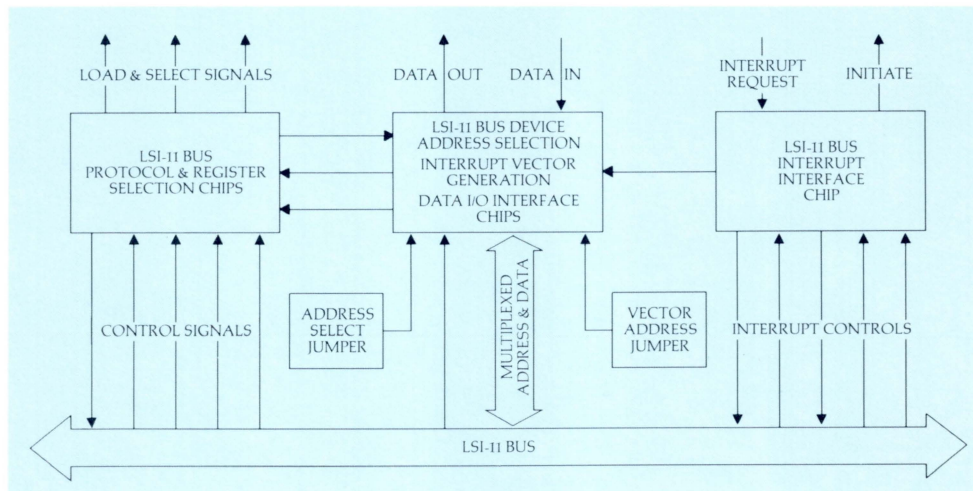 LOAD & SELECT SIGNALS
DATA OUT
DATA IN
INTERRUPT
REQUEST
INITIATE
LSI-11 BUS
PROTOCOL & REGISTER
SELECTION CHIPS
LSI-11 BUS DEVICE
ADDRESS SELECTION
INTERRUPT VECTOR
GENERATION
DATA I/O INTERFACE
CHIPS
LSI-11 BUS
INTERRUPT
INTERFACE
CHIP
CONTROL SIGNALS
ADDRESS
SELECT
JUMPER
MULTIPLEXED
ADDRESS & DATA
VECTOR
ADDRESS
JUMPER
INTERRUPT CONTROLS
LSI-11 BUS